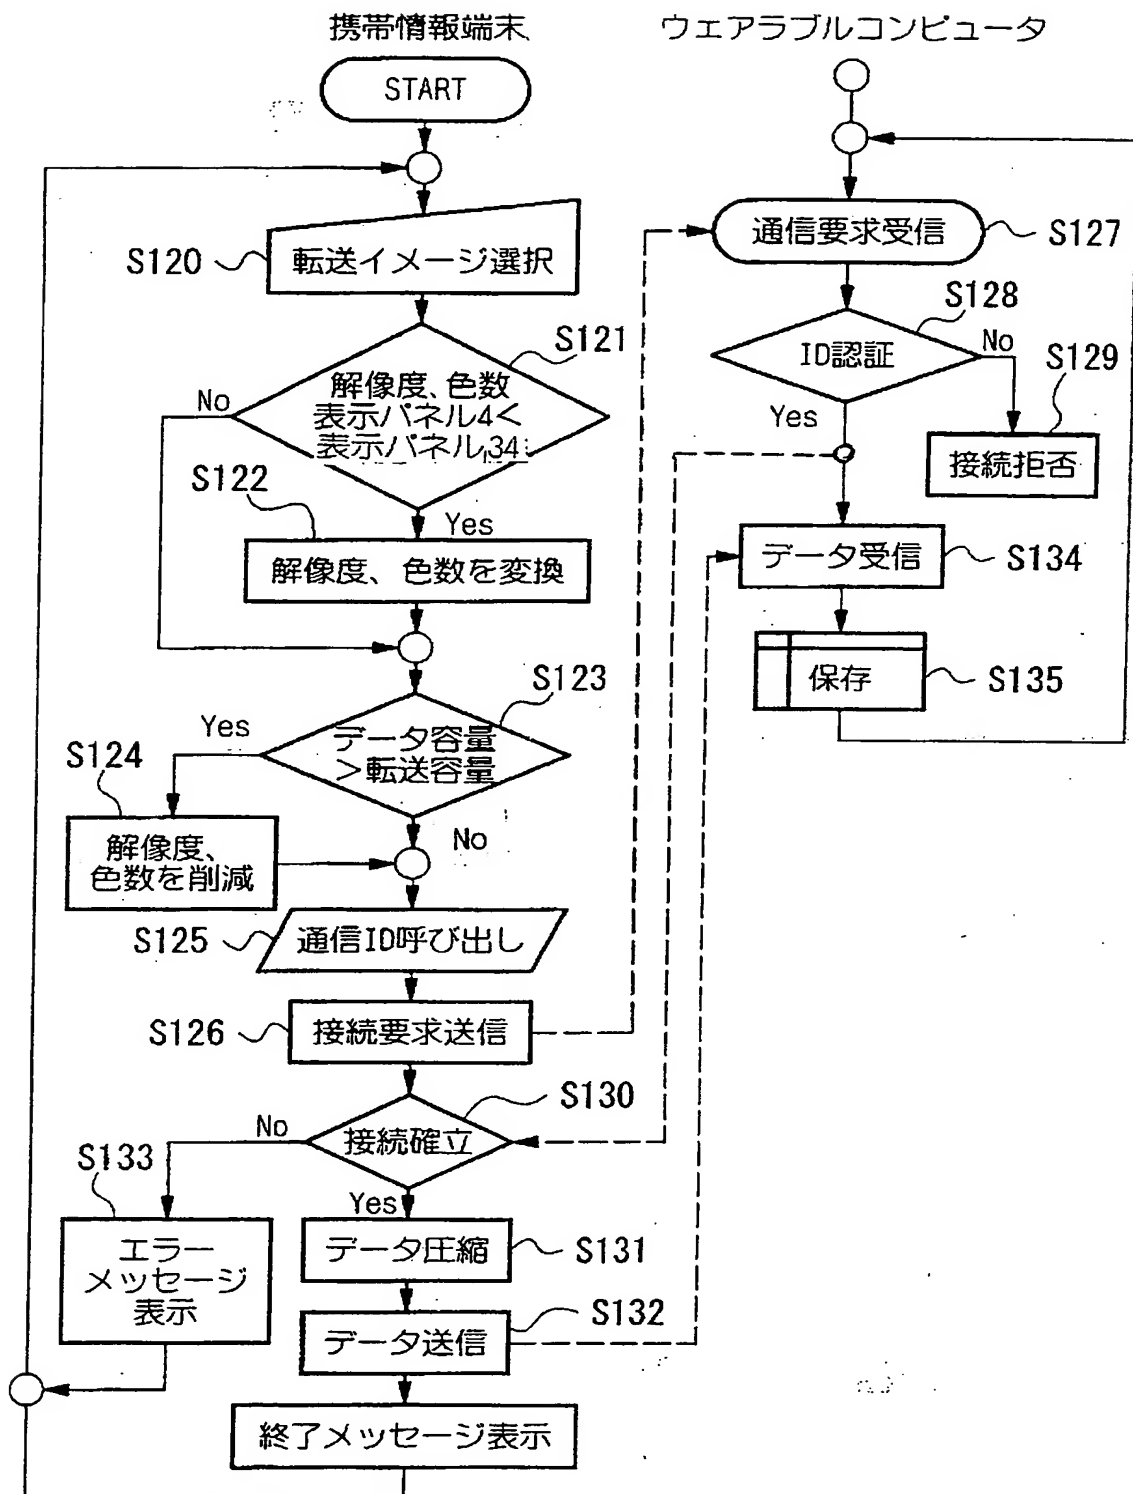 携帯情報端末
ウェアラブルコンピュータ
START
S120
転送イメージ選択
通信要求受信
S127
S121
解像度、色数
表示パネル4<
表示パネル34
No
S128
ID認証
No
S129
Yes
接続拒否
S122
Yes
解像度、色数を変換
データ受信
S134
S123
保存
S135
Yes
データ容量
>転送容量
S124
No
解像度、
色数を削減
S125
通信ID呼び出し
S126
接続要求送信
S130
No
接続確立
S133
Yes
エラー
メッセージ
表示
データ圧縮
S131
S132
データ送信
終了メッセージ表示